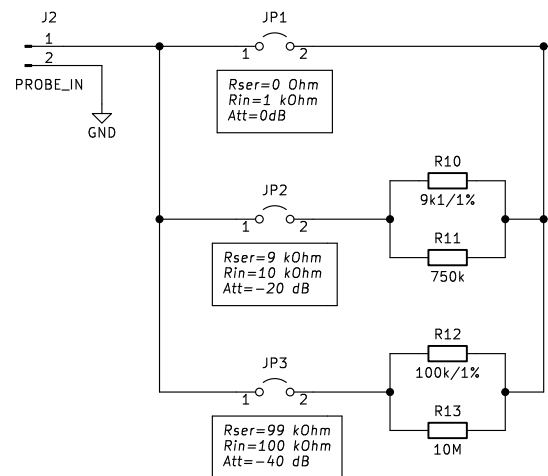 J2
1
2
PROBE_IN
GND
JP1
1 2
Rser=0 Ohm
Rin=1 kOhm
Att=0dB
JP2
1 2
Rser=9 kOhm
Rin=10 kOhm
Att=-20 dB
R10
9k1/1%
R11
750k
JP3
1 2
Rser=99 kOhm
Rin=100 kOhm
Att=-40 dB
R12
100k/1%
R13
10M